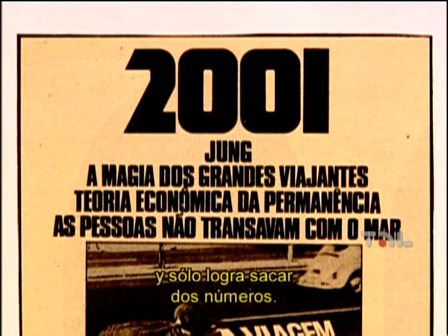 2001
JUNG
A MAGIA DOS GRANDES VIAJANTES
TEORIA ECONÔMICA DA PERMANÊNCIA
AS PESSOAS NÃO TRANSAVAM COM O MAR
TAL
y sólo logra sacar
dos números.
A VIAGEM